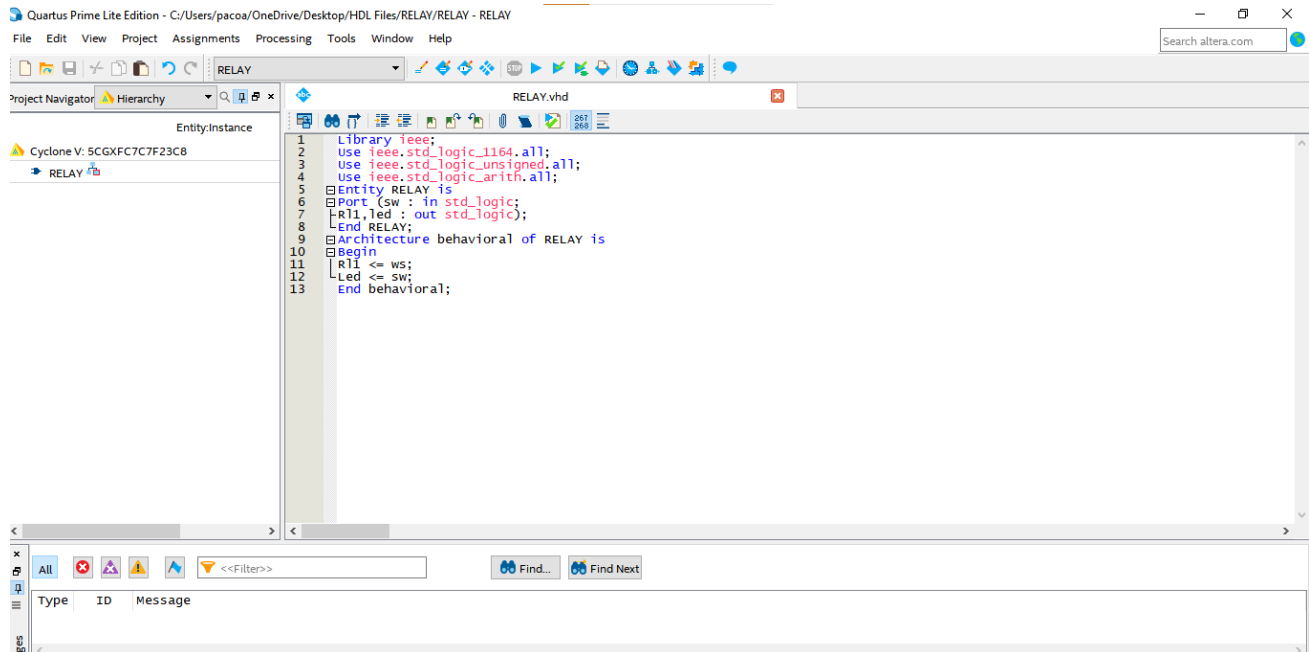 Quartus Prime Lite Edition - C:/Users/pacoa/OneDrive/Desktop/HDL Files/RELAY/RELAY - RELAY
File Edit View Project Assignments Processing Tools Window Help
Search altera.com
RELAY
Project Navigator Hierarchy
RELAY.vhd
Entity:Instance
Cyclone V: 5CGXFC7C7F23C8
RELAY
267
268
1 Library ieee;
2 Use ieee.std_logic_1164.all;
3 Use ieee.std_logic_unsigned.all;
4 Use ieee.std_logic_arith.all;
5 Entity RELAY is
6 Port (sw : in std_logic;
7 Rl1,led : out std_logic);
8 End RELAY;
9 Architecture behavioral of RELAY is
10 Begin
11 Rl1 <= ws;
12 Led <= sw;
13 End behavioral;
All <<Filter>> Find... Find Next
Type ID Message